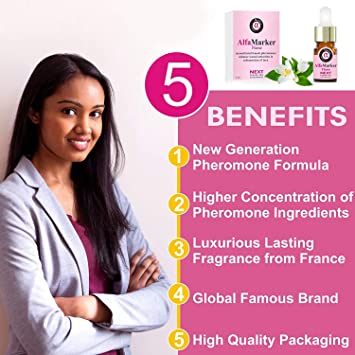 AlfaMarker
NEXT
AlfaMarker
5
BENEFITS
1 New Generation
Pheromone Formula
2 Higher Concentration of
Pheromone Ingredients
3 Luxurious Lasting
Fragrance from France
4 Global Famous Brand
5 High Quality Packaging